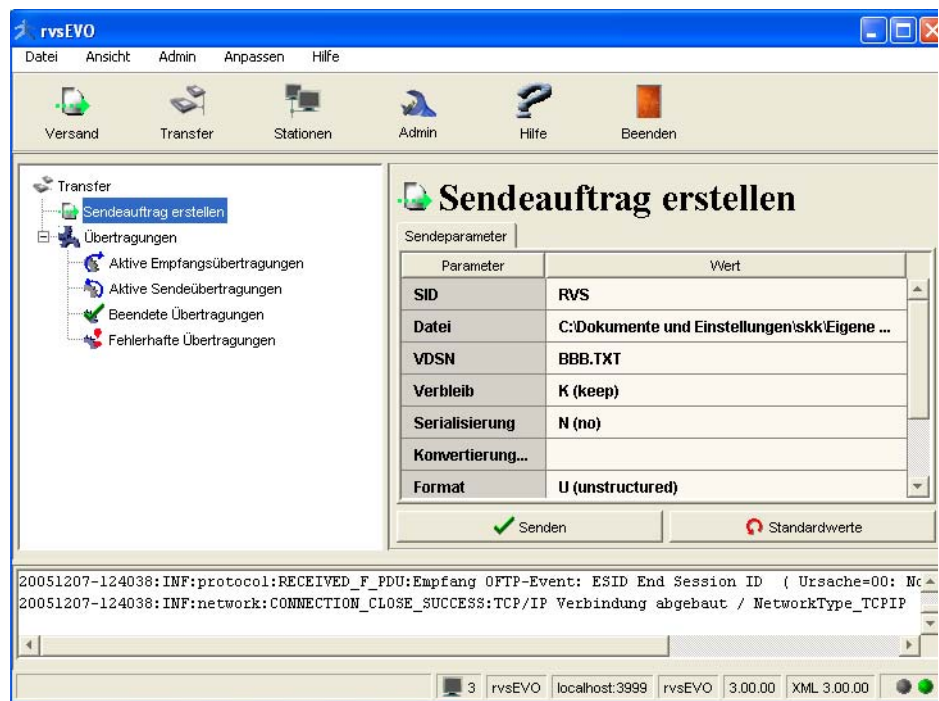 rvsEVO
Datei Ansicht Admin Anpassen Hilfe
Versand Transfer Stationen Admin Hilfe Beenden
Transfer
Sendeauftrag erstellen
Übertragungen
Aktive Empfangsübertragungen
Aktive Sendeübertragungen
Beendete Übertragungen
Fehlerhafte Übertragungen
Sendeauftrag erstellen
Sendeparameter
Parameter Wert
SID RVS
Datei C:\Dokumente und Einstellungen\skk\Eigene ...
VDSN BBB.TXT
Verbleib K (keep)
Serialisierung N (no)
Konvertierung...
Format U (unstructured)
Senden Standardwerte
20051207-124038:INF:protocol:RECEIVED_F_PDU:Empfang OFTP-Event: ESID End Session ID ( Ursache=00: No
20051207-124038:INF:network:CONNECTION_CLOSE_SUCCESS:TCP/IP Verbindung abgebaut / NetworkType_TCPIP
3 rvsEVO localhost:3999 rvsEVO 3.00.00 XML 3.00.00